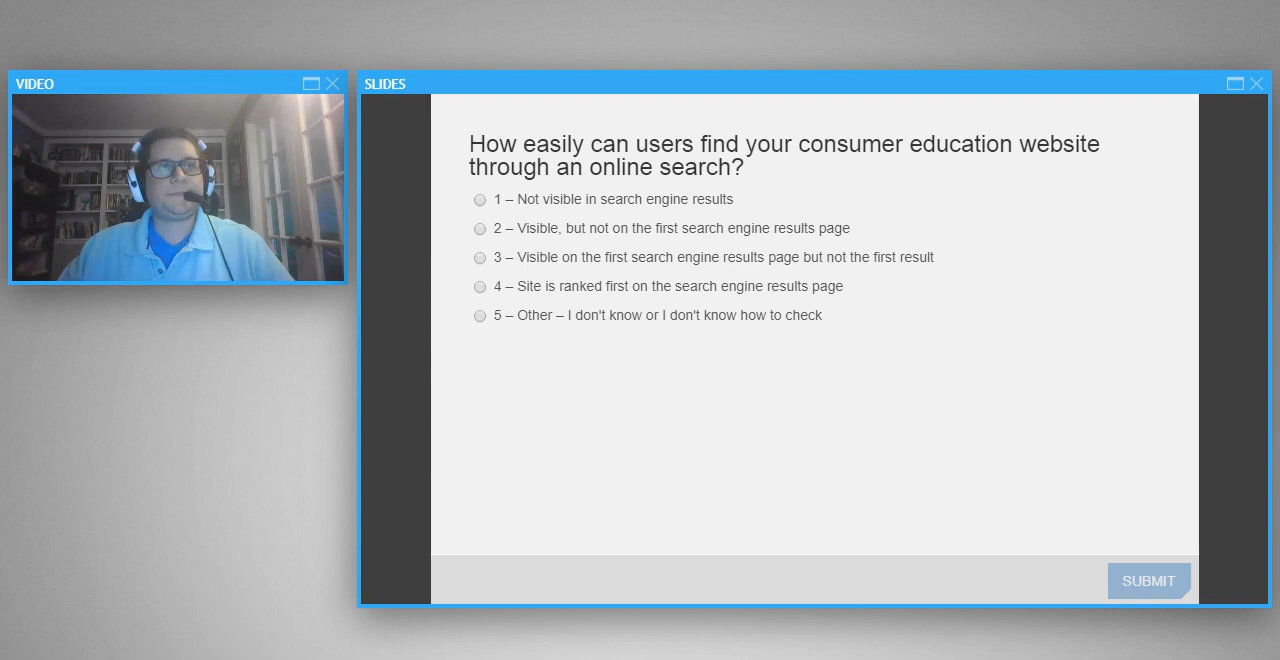 VIDEO
SLIDES
How easily can users find your consumer education website
through an online search?
1 – Not visible in search engine results
2 – Visible, but not on the first search engine results page
3 – Visible on the first search engine results page but not the first result
4 – Site is ranked first on the search engine results page
5 – Other – I don't know or I don't know how to check
SUBMIT